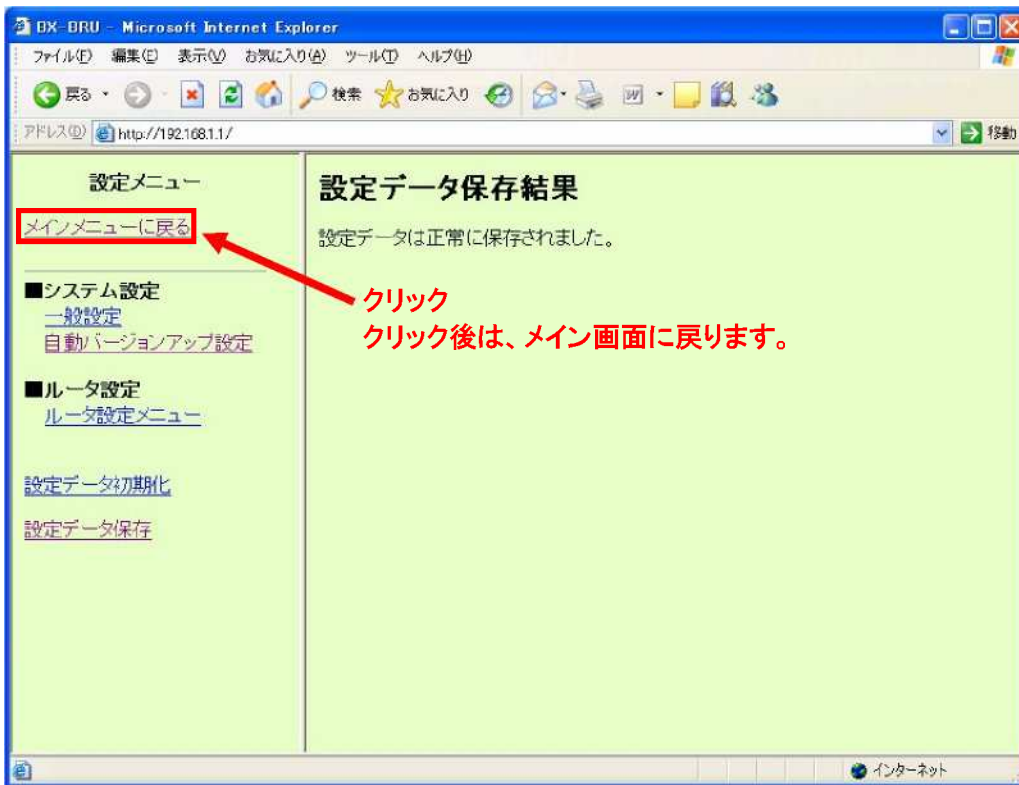 BX-BRU - Microsoft Internet Explorer
ファイル(F) 編集(E) 表示(V) お気に入り(A) ツール(T) ヘルプ(H)
戻る 検索 お気に入り
アドレス(D) http://192.168.1.1/ 移動
設定メニュー
メインメニューに戻る
■システム設定
一般設定
自動バージョンアップ設定
■ルータ設定
ルータ設定メニュー
設定データ初期化
設定データ保存
設定データ保存結果
設定データは正常に保存されました。
クリック
クリック後は、メイン画面に戻ります。
インターネット